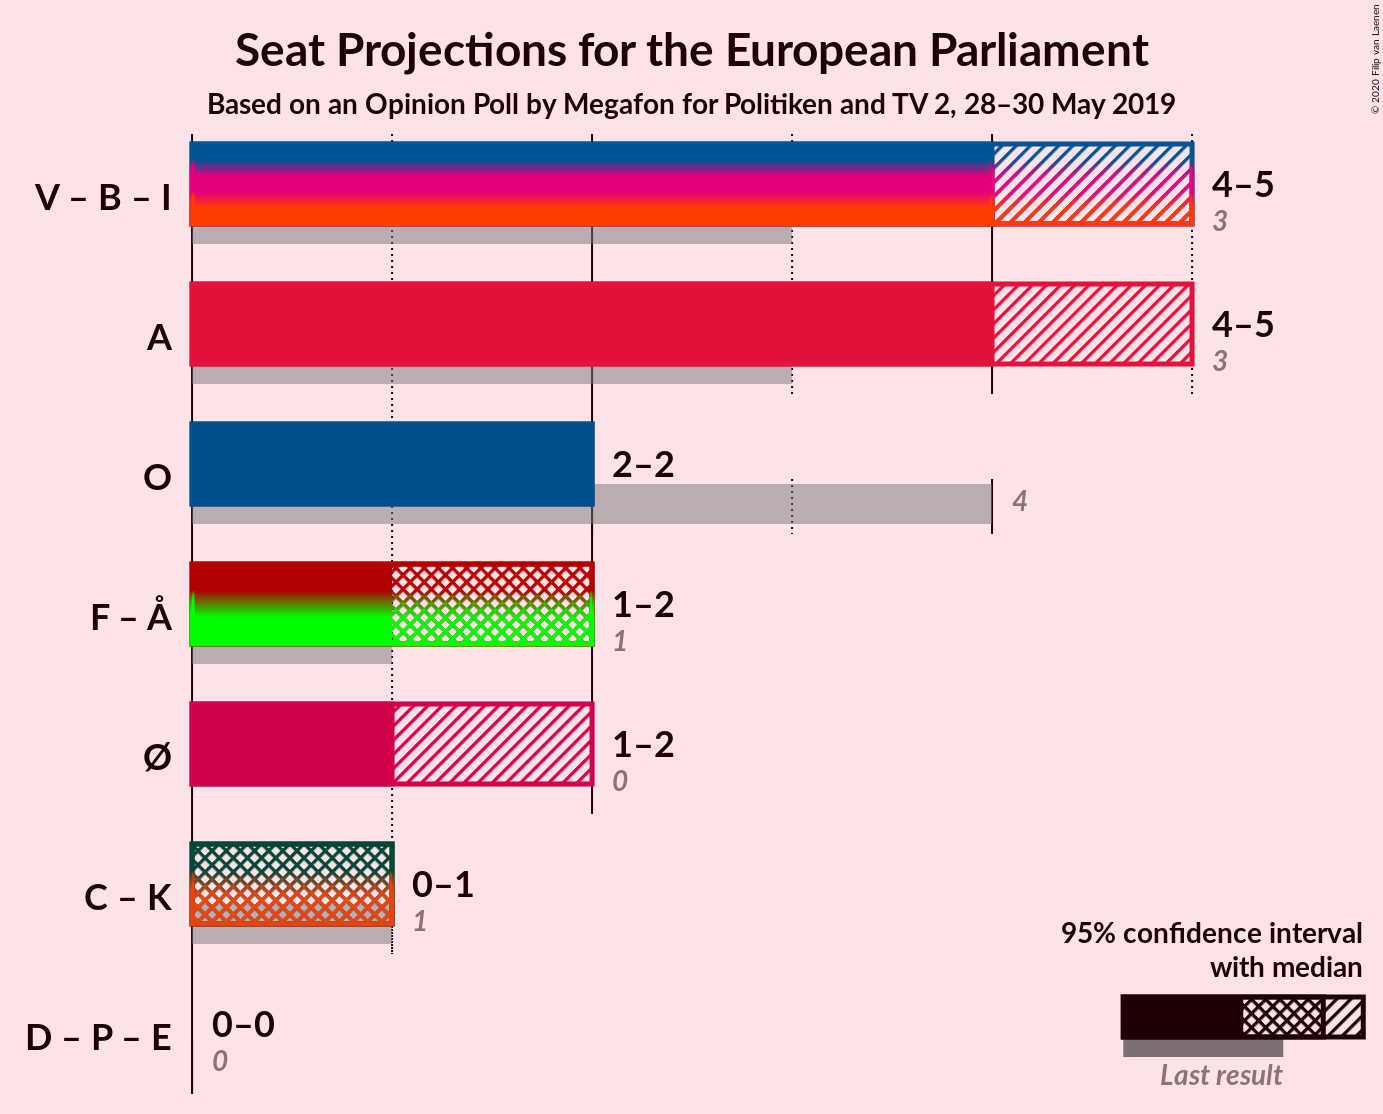 Seat Projections for the European Parliament
Based on an Opinion Poll by Megafon for Politiken and TV 2, 28–30 May 2019
© 2020 Filip van Laenen
V – B – I
4–5
3
A
4–5
3
O
2–2
4
F – Å
1–2
1
Ø
1–2
0
C – K
0–1
1
D – P – E
0–0
0
95% confidence interval
with median
Last result